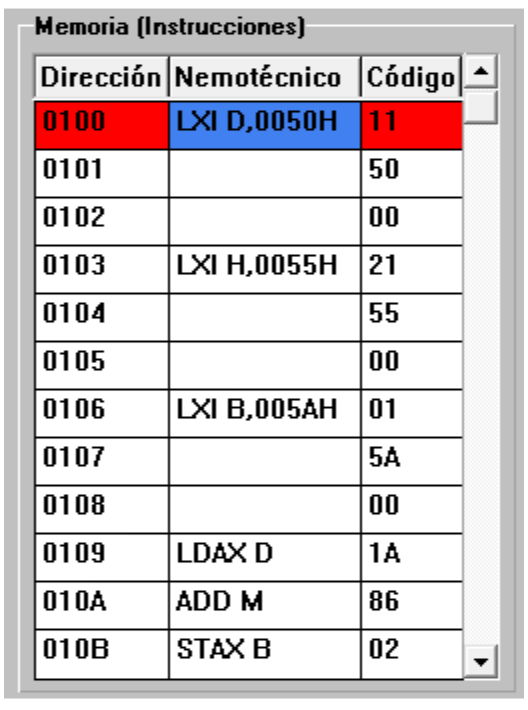 Memoria (Instrucciones)
Dirección Nemotécnico Código
0100 LXI D,0050H 11
0101 50
0102 00
0103 LXI H,0055H 21
0104 55
0105 00
0106 LXI B,005AH 01
0107 5A
0108 00
0109 LDAX D 1A
010A ADD M 86
010B STAX B 02